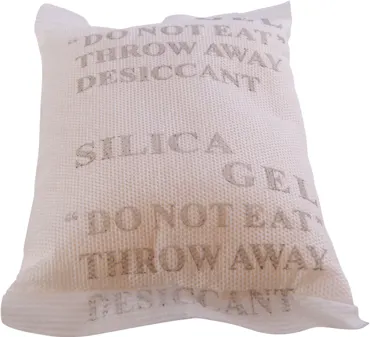 "DO NOT EAT"
THROW AWAY
DESICCANT
SILICA
GEL
"DO NOT EAT"
THROW AWAY
DESICCANT